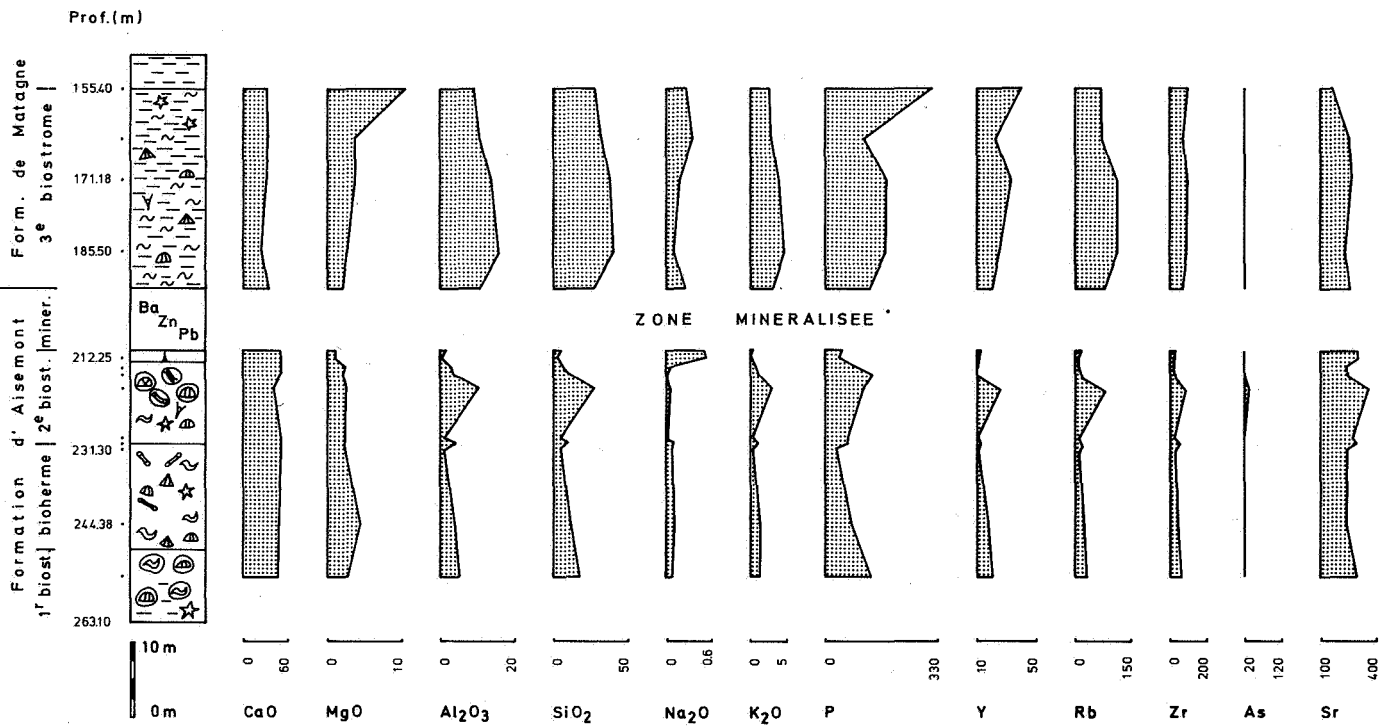 Prof.(m)
Form. de Matagne
3e biostrome
Formation d' Aisemont
1r biost. bioherme 2e biost. miner.
155.40
171.18
185.50
212.25
231.30
244.38
263.10
Ba
Zn
Pb
ZONE MINERALISEE
10 m
0 m
0 60
0 10
0 20
0 50
0 0.6
0 5
0 330
10 50
0 150
0 200
20 120
100 400
CaO MgO Al2O3 SiO2 Na2O K2O P Y Rb Zr As Sr